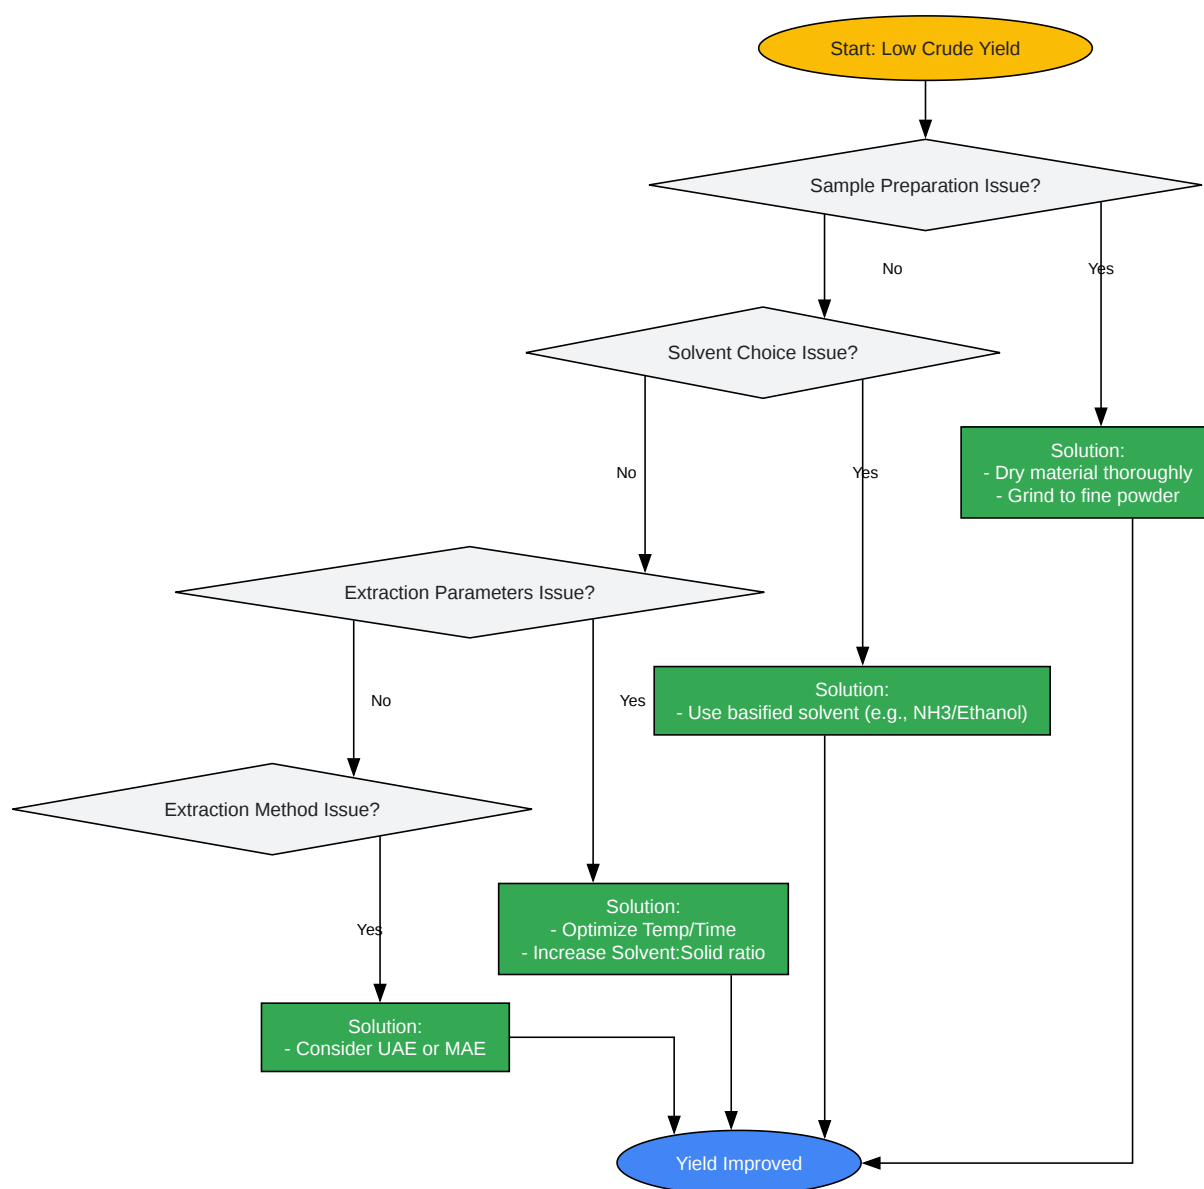 Start: Low Crude Yield
Sample Preparation Issue?
No
Yes
Solvent Choice Issue?
No
Yes
Solution:
- Dry material thoroughly
- Grind to fine powder
Extraction Parameters Issue?
No
Yes
Solution:
- Use basified solvent (e.g., NH3/Ethanol)
Extraction Method Issue?
Yes
Solution:
- Optimize Temp/Time
- Increase Solvent:Solid ratio
Solution:
- Consider UAE or MAE
Yield Improved